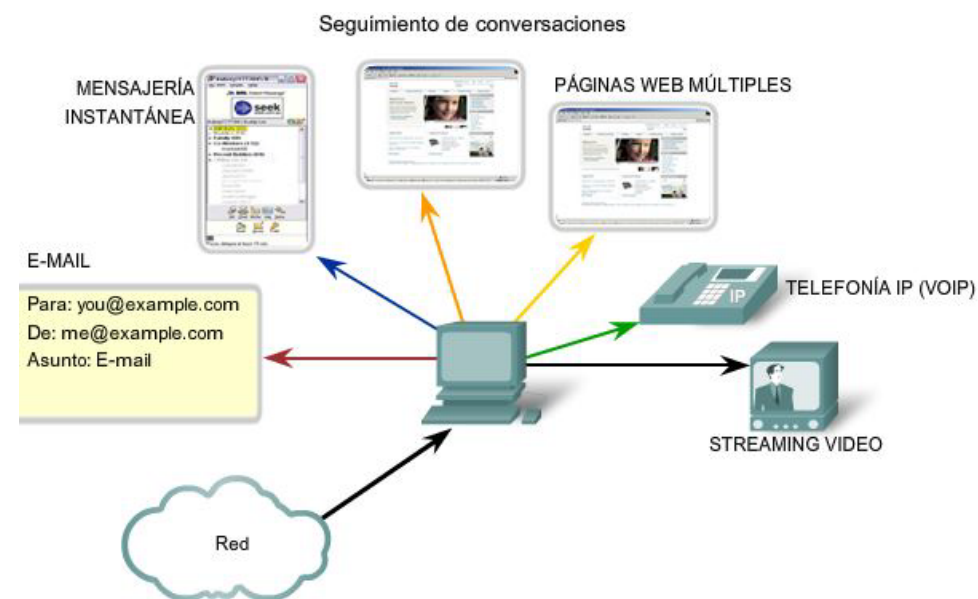 Seguimiento de conversaciones
MENSAJERÍA
INSTANTÁNEA
seek
PÁGINAS WEB MÚLTIPLES
E-MAIL
Para: you@example.com
De: me@example.com
Asunto: E-mail
IP
TELEFONÍA IP (VOIP)
STREAMING VIDEO
Red